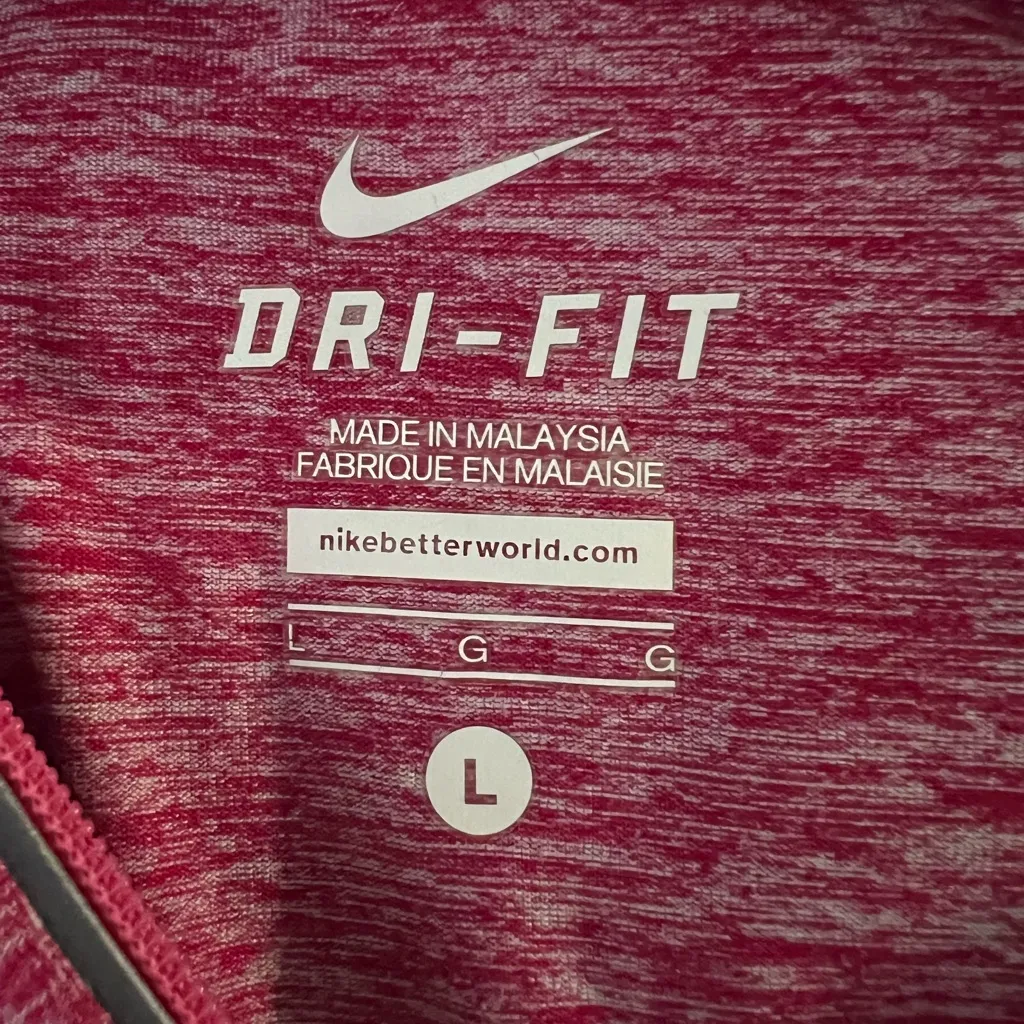 DRI-FIT
MADE IN MALAYSIA
FABRIQUE EN MALAISIE
nikebetterworld.com
L G G
L